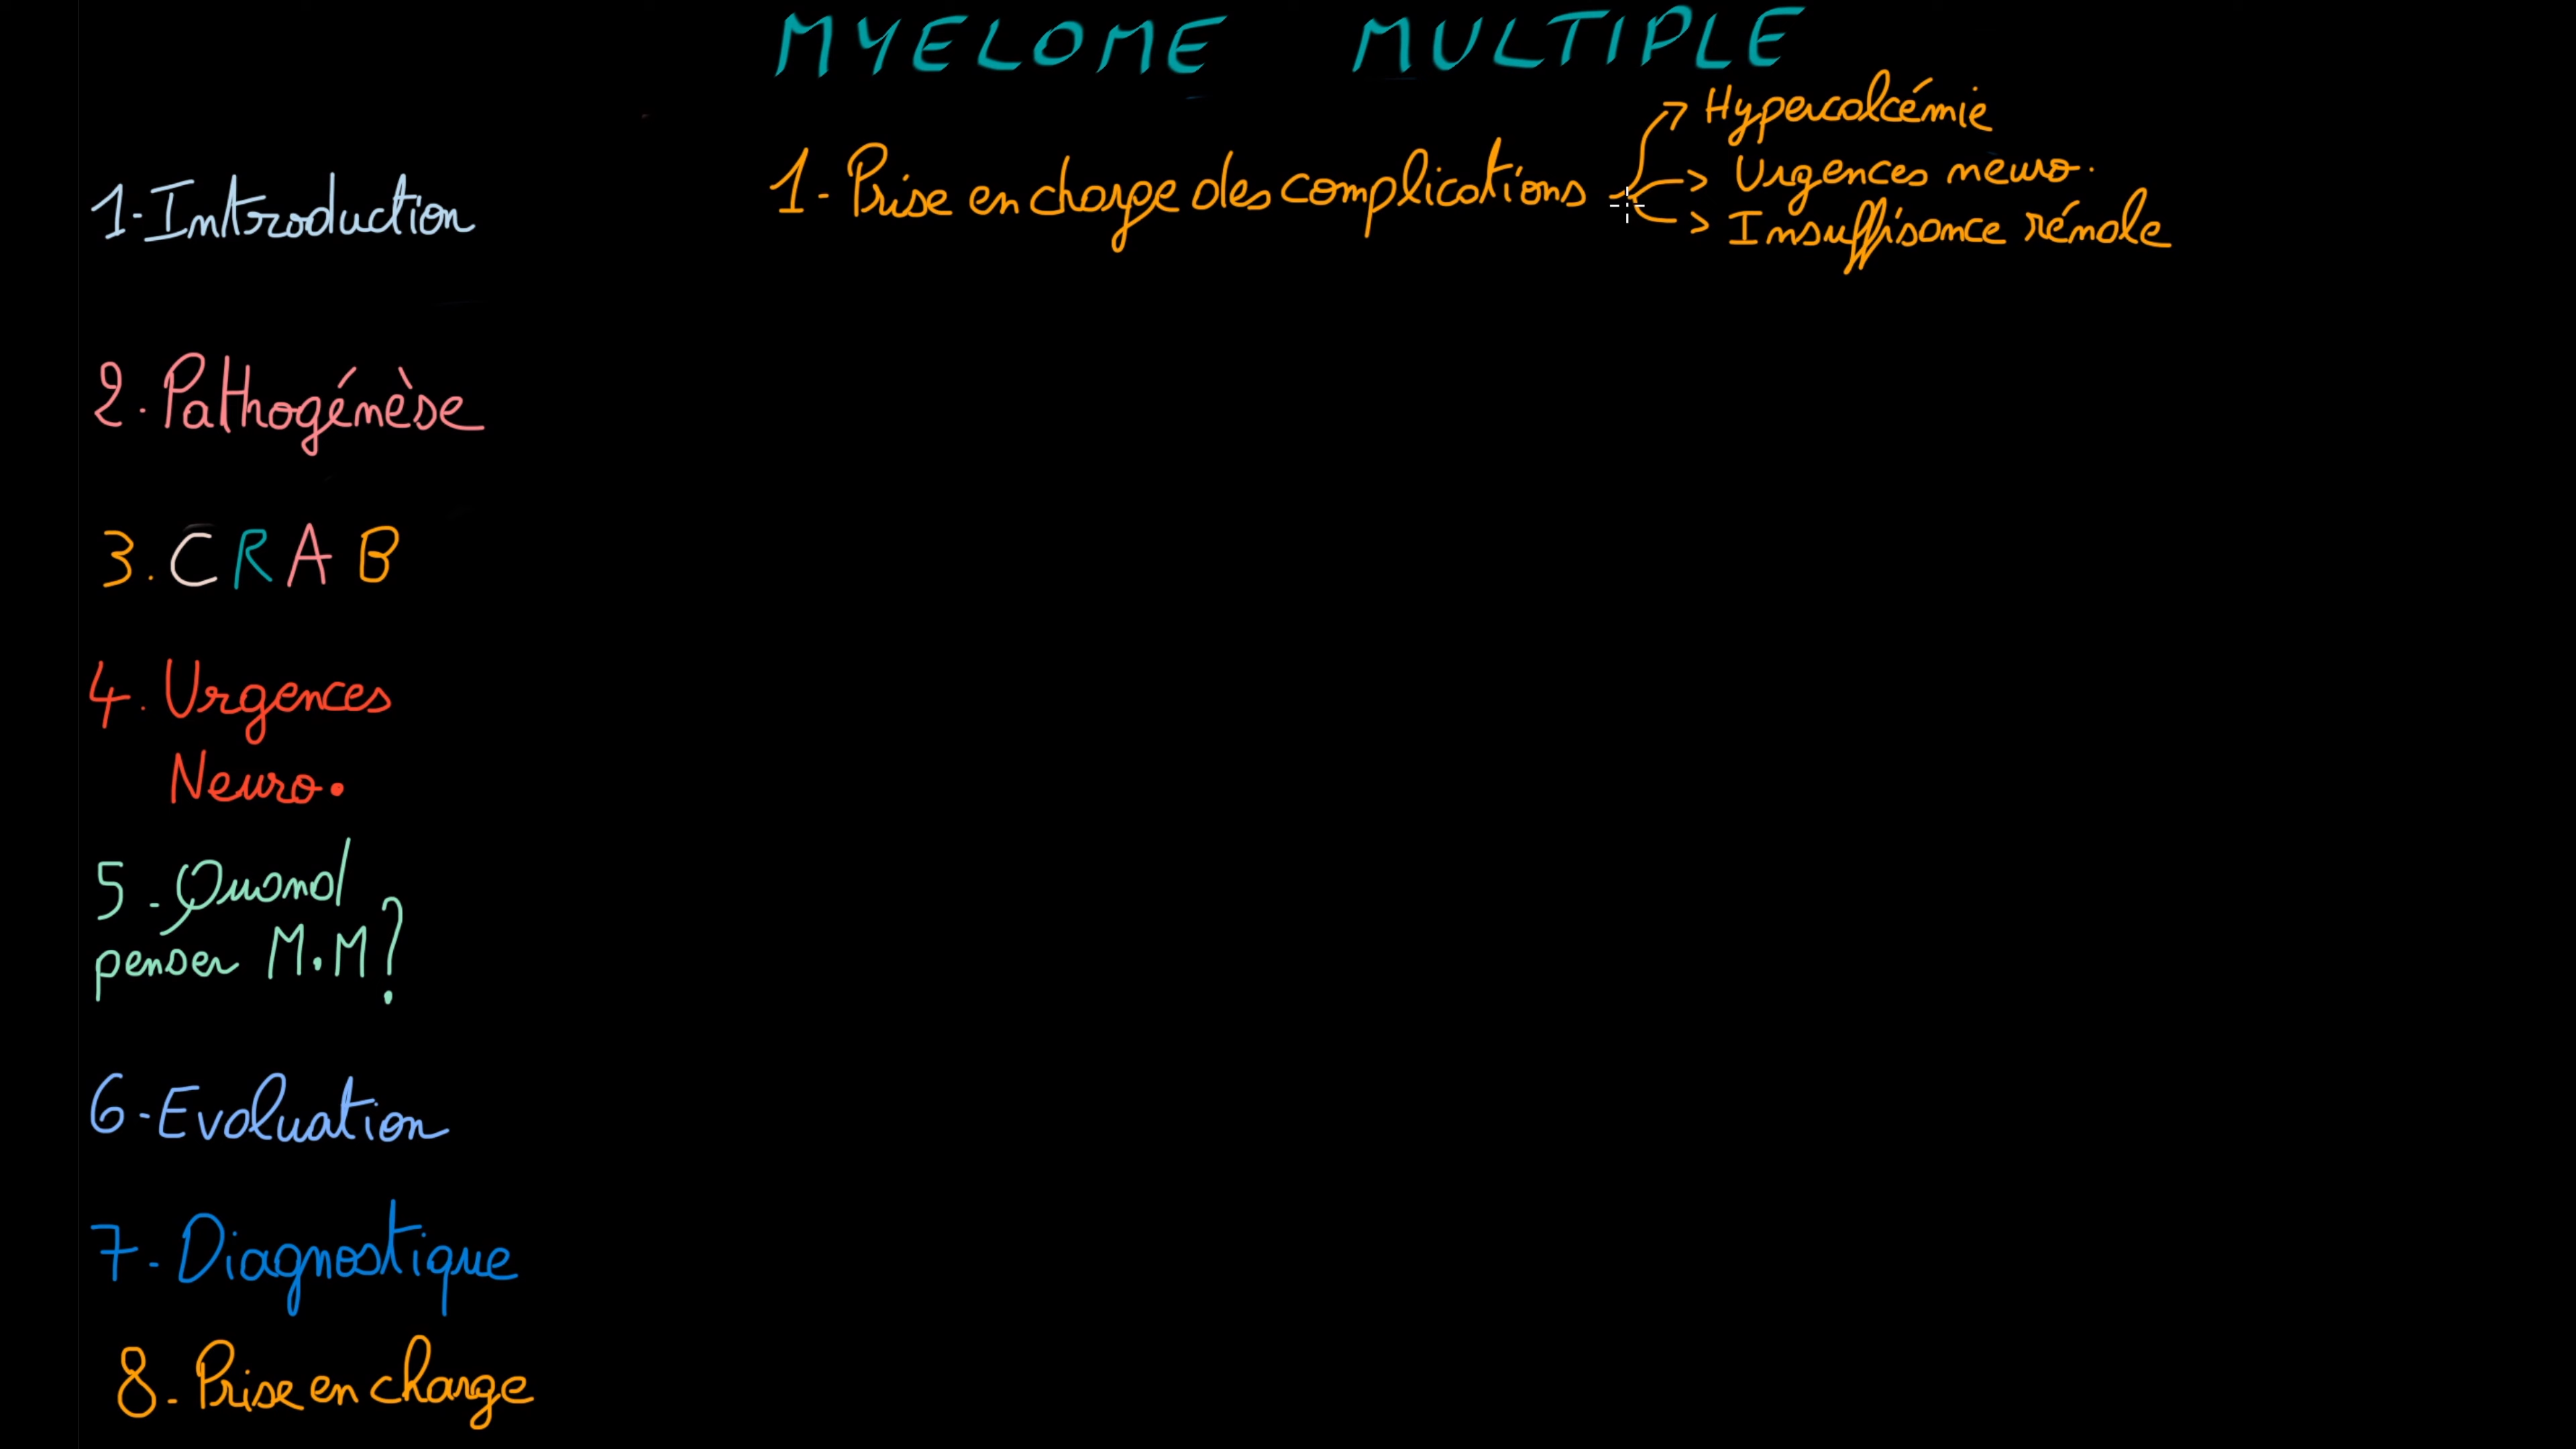 MYELOME MULTIPLE
1- Prise en charge des complications
Hypercalcémie
Urgences neuro.
Insuffisance rénale
1-Introduction
2. Pathogénèse
3. CRAB
4. Urgences
Neuro.
5-Quand
penser M.M?
6-Evaluation
7-Diagnostique
8-Prise en charge